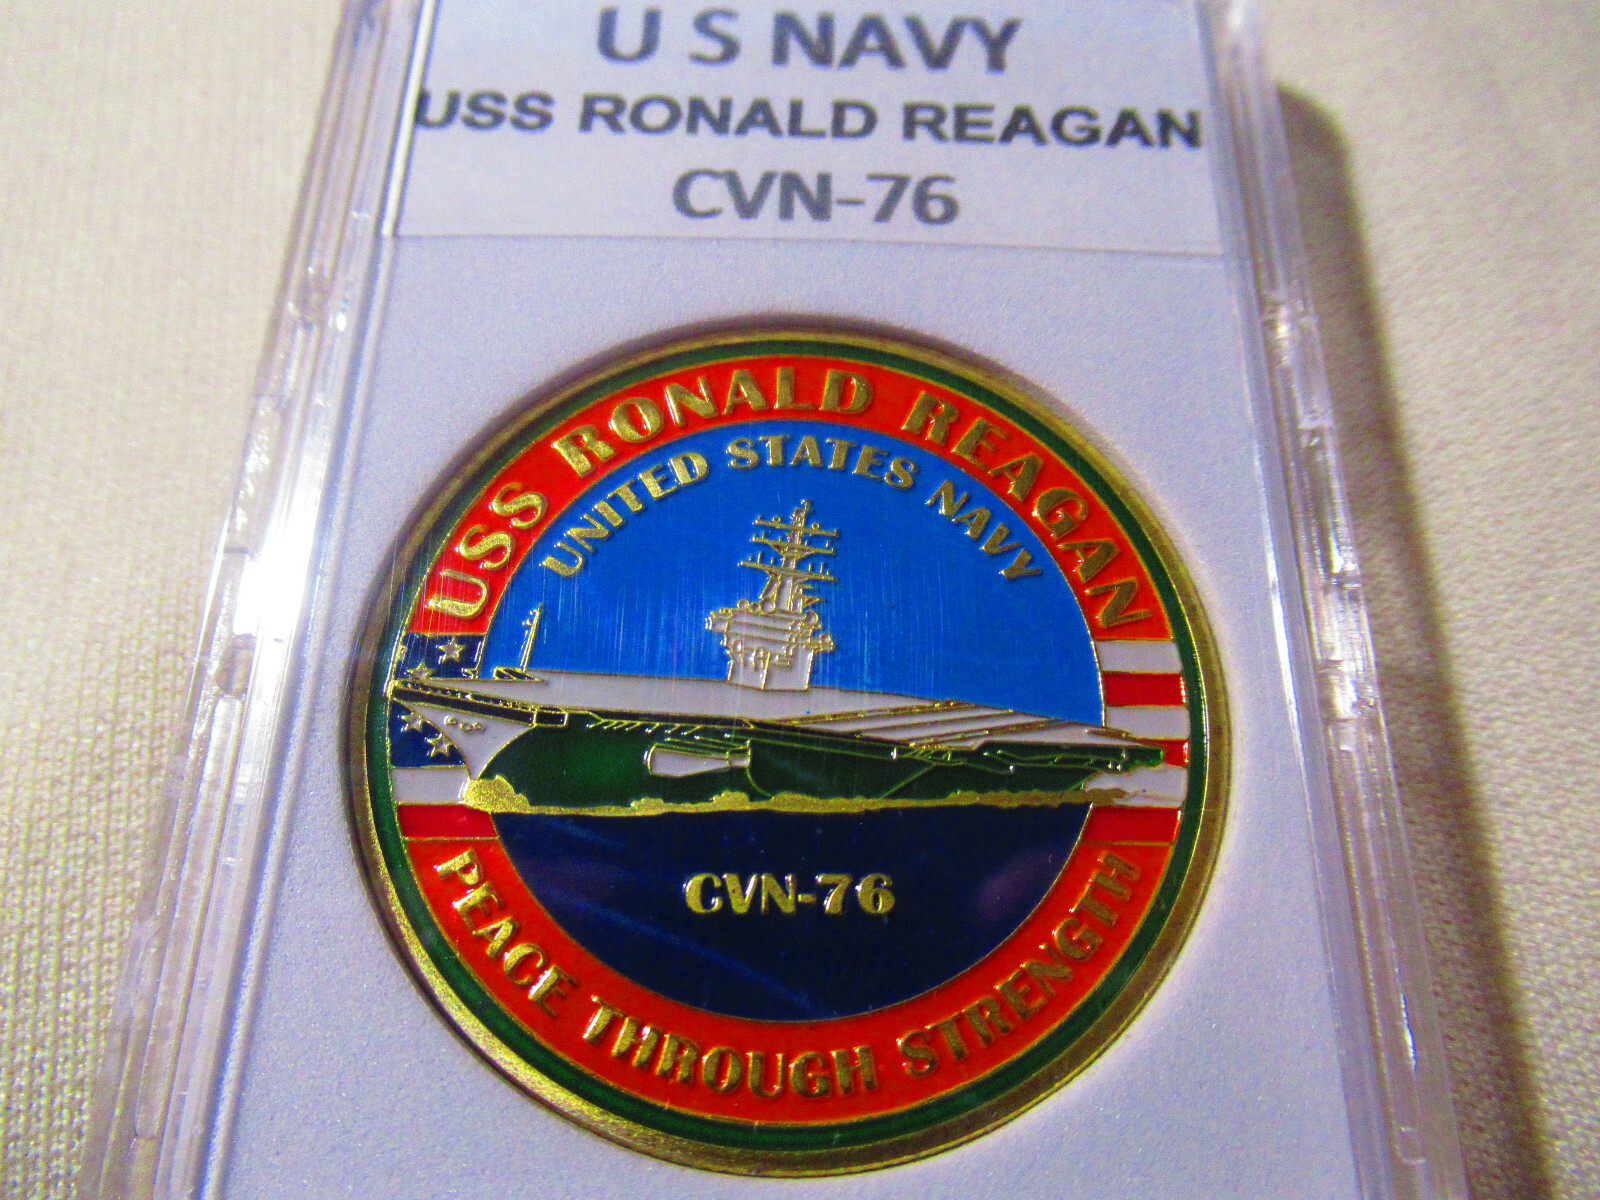 U S NAVY
USS RONALD REAGAN
CVN-76
USS RONALD REAGAN
UNITED STATES NAVY
CVN-76
PEACE THROUGH STRENGTH